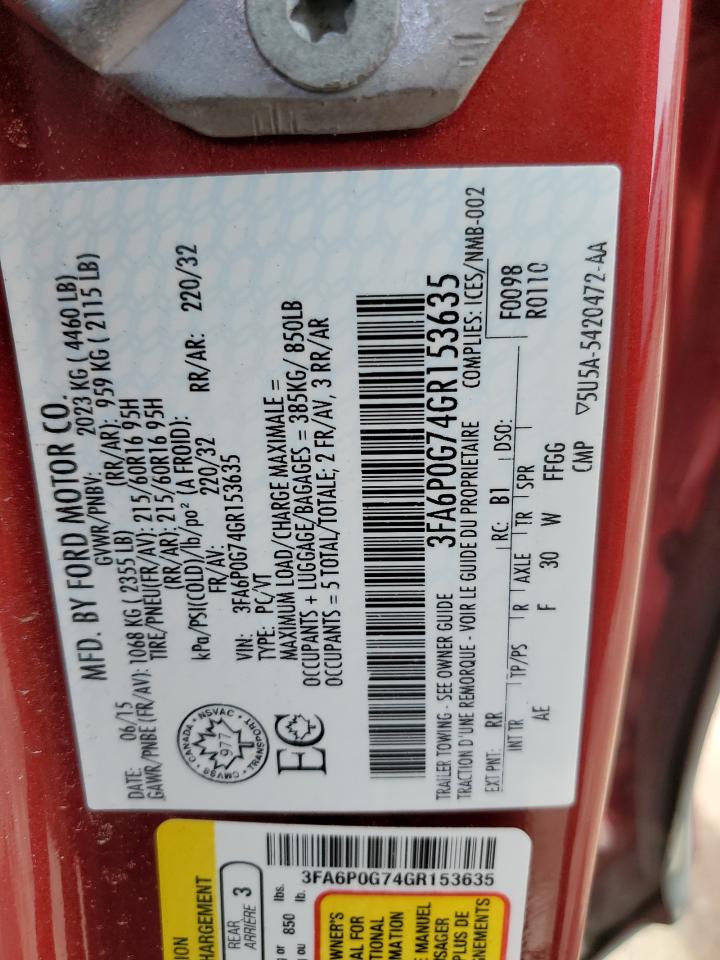 MFD. BY FORD MOTOR CO.
DATE: 06/15 GVWR/PNBV: 2023 KG ( 4460 LB)
GAWR/PNBE (FR/AV): 1068 KG ( 2355 LB) (RR/AR): 959 KG ( 2115 LB)
TIRE/PNEU(FR/AV): 215/60R16 95H
(RR/AR): 215/60R16 95H
kPa/PSI(COLD)/lb/po² (A FROID):
FR/AV: 220/32 RR/AR: 220/32
VIN: 3FA6P0G74GR153635
TYPE: PC/VT
MAXIMUM LOAD/CHARGE MAXIMALE =
OCCUPANTS + LUGGAGE/BAGAGES = 385KG/ 850LB
OCCUPANTS = 5 TOTAL/TOTALE; 2 FR/AV, 3 RR/AR
CANADA · NSVAC · TRANSPORT · CMVSS
977
EC
3FA6P0G74GR153635
TRAILER TOWING - SEE OWNER GUIDE
TRACTION D'UNE REMORQUE - VOIR LE GUIDE DU PROPRIETAIRE COMPLIES: ICES/NMB-002
EXT PNT: RR RC: B1 DSO: F0098
R0110
INT TR TP/PS R AXLE TR SPR
AE F 30 W FFGG
CMP ▽5U5A-5420472-AA
3FA6P0G74GR153635
REAR
ARRIÈRE 3
or 850 lbs.
lb.